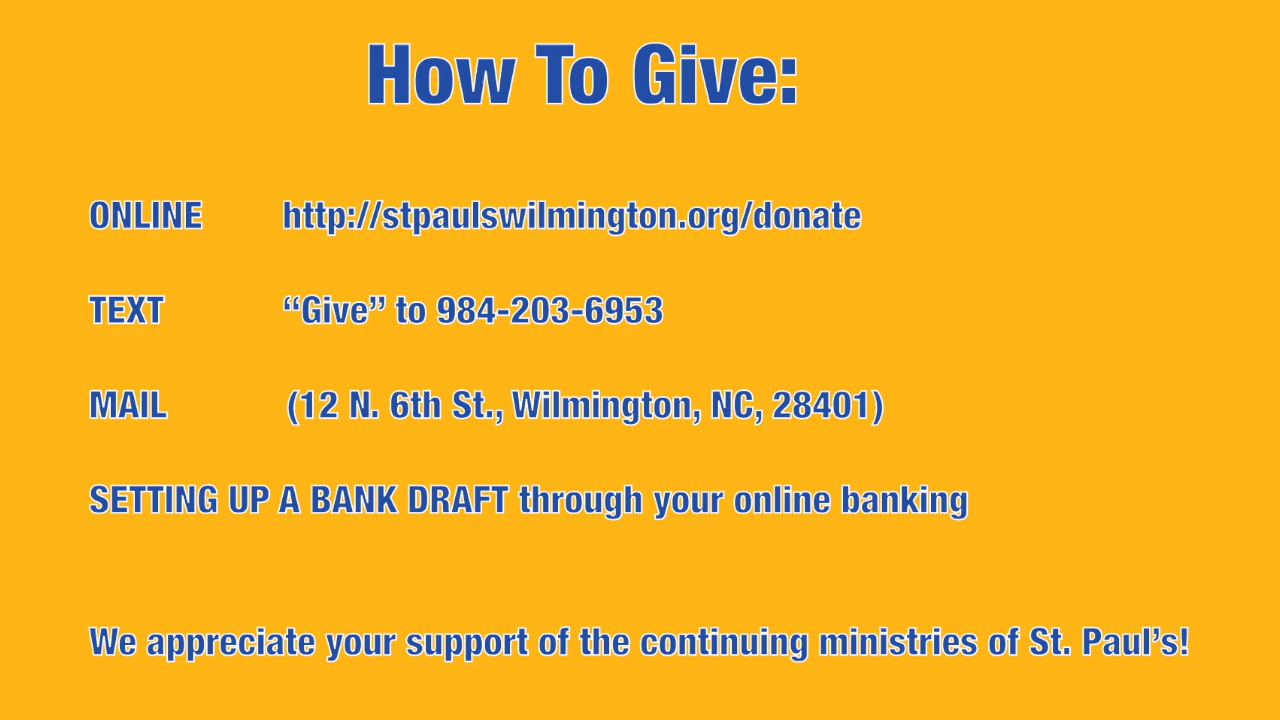 How To Give:
ONLINE http://stpaulswilmington.org/donate
TEXT “Give” to 984-203-6953
MAIL (12 N. 6th St., Wilmington, NC, 28401)
SETTING UP A BANK DRAFT through your online banking
We appreciate your support of the continuing ministries of St. Paul’s!